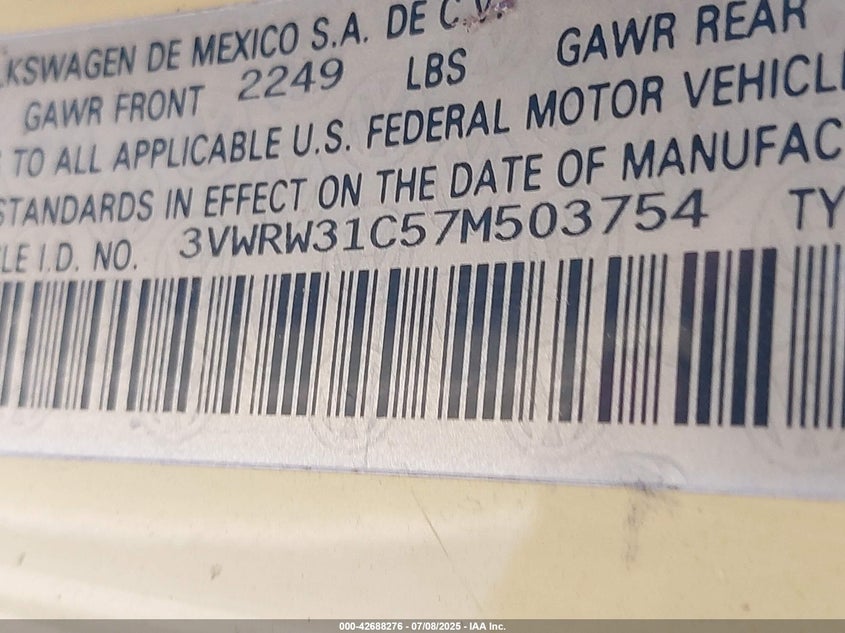 LKSWAGEN DE MEXICO S.A. DE C.V.
GAWR FRONT 2249 LBS GAWR REAR
TO ALL APPLICABLE U.S. FEDERAL MOTOR VEHICLE
STANDARDS IN EFFECT ON THE DATE OF MANUFAC
LE I.D. NO. 3VWRW31C57M503754 TY
000-42688276 - 07/08/2025 - IAA Inc.